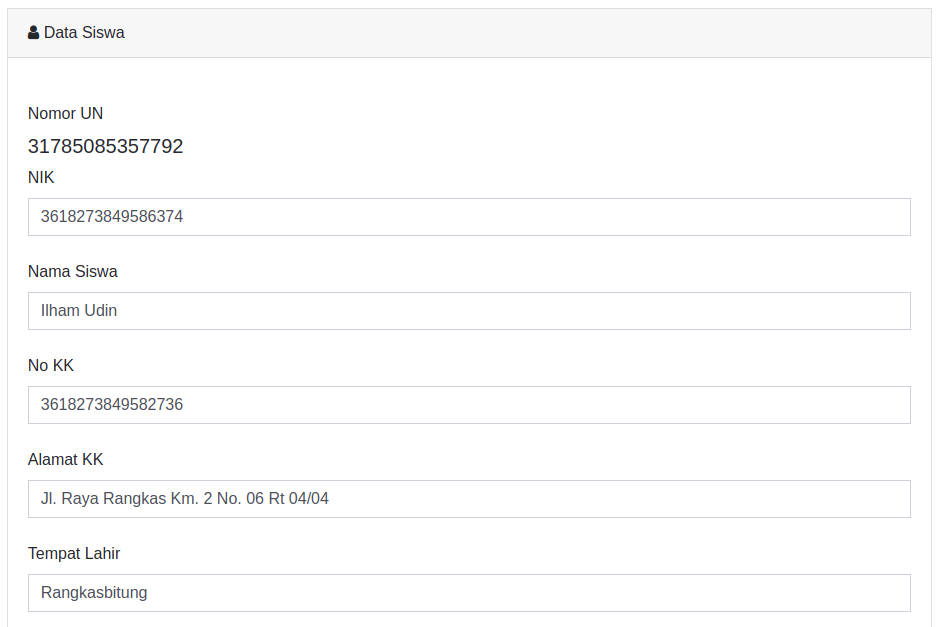 Data Siswa
Nomor UN
31785085357792
NIK
3618273849586374
Nama Siswa
Ilham Udin
No KK
3618273849582736
Alamat KK
Jl. Raya Rangkas Km. 2 No. 06 Rt 04/04
Tempat Lahir
Rangkasbitung